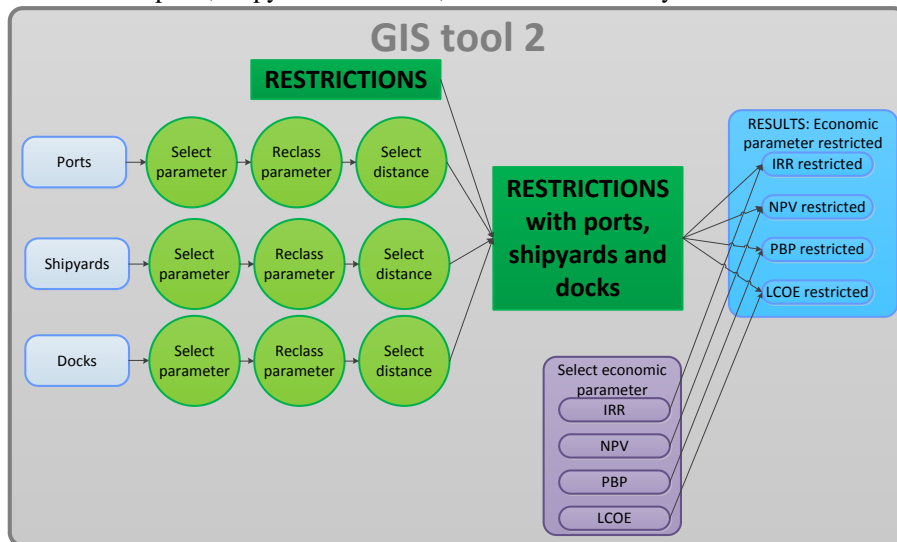 GIS tool 2
RESTRICTIONS
Ports
Select
parameter
Reclass
parameter
Select
distance
Shipyards
Select
parameter
Reclass
parameter
Select
distance
Docks
Select
parameter
Reclass
parameter
Select
distance
RESTRICTIONS
with ports,
shipyards and
docks
Select economic
parameter
IRR
NPV
PBP
LCOE
RESULTS: Economic
parameter restricted
IRR restricted
NPV restricted
PBP restricted
LCOE restricted